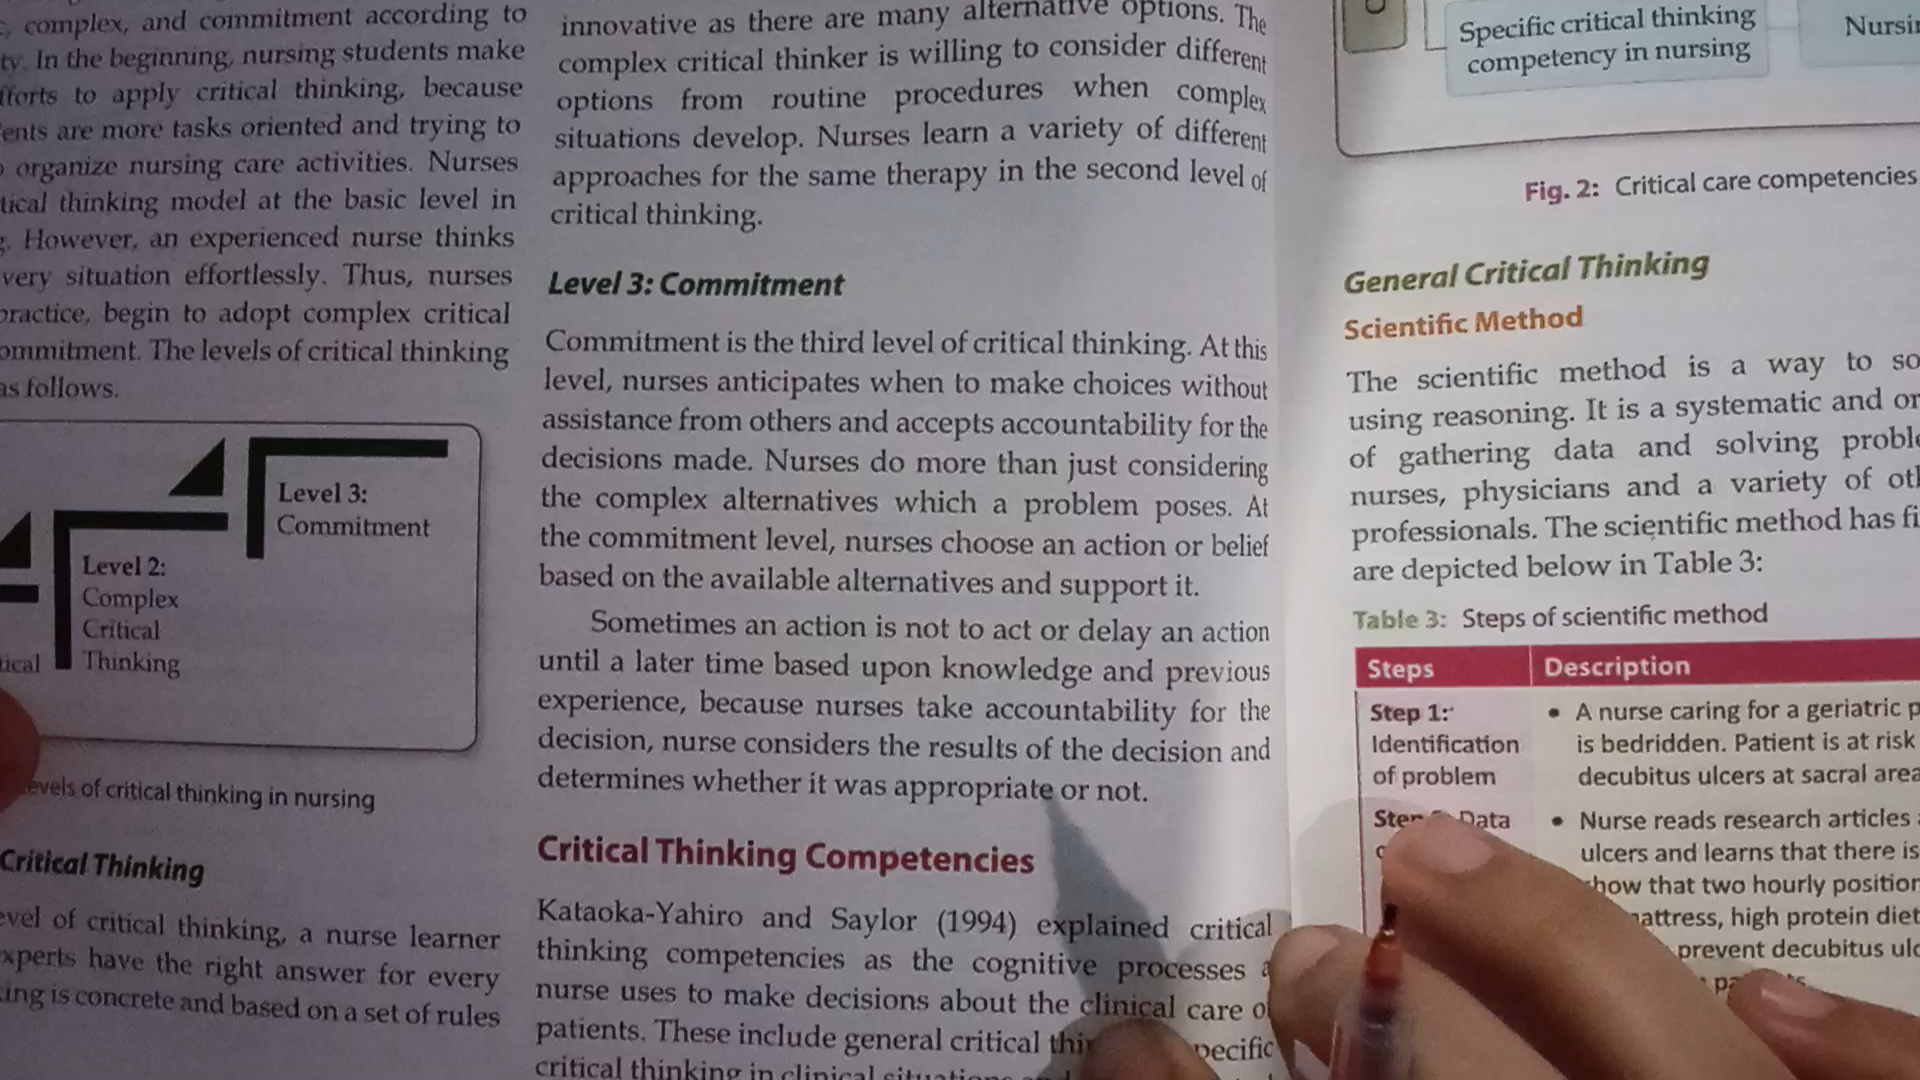 complex, and commitment according to
In the beginning, nursing students make
to apply critical thinking, because
are more tasks oriented and trying to
organize nursing care activities. Nurses
thinking model at the basic level in
However, an experienced nurse thinks
very situation effortlessly. Thus, nurses
practice, begin to adopt complex critical
The levels of critical thinking
as follows.
Level 3:
Commitment
Level 2:
Complex
Critical
Thinking
of critical thinking in nursing
Critical Thinking
of critical thinking, a nurse learner
have the right answer for every
is concrete and based on a set of rules
innovative as there are many alternative options. The
complex critical thinker is willing to consider different
options from routine procedures when complex
situations develop. Nurses learn a variety of different
approaches for the same therapy in the second level of
critical thinking.
Level 3: Commitment
Commitment is the third level of critical thinking. At this
level, nurses anticipates when to make choices without
assistance from others and accepts accountability for the
decisions made. Nurses do more than just considering
the complex alternatives which a problem poses. At
the commitment level, nurses choose an action or belief
based on the available alternatives and support it.
Sometimes an action is not to act or delay an action
until a later time based upon knowledge and previous
experience, because nurses take accountability for the
decision, nurse considers the results of the decision and
determines whether it was appropriate or not.
Critical Thinking Competencies
Kataoka-Yahiro and Saylor (1994) explained critical
thinking competencies as the cognitive processes
nurse uses to make decisions about the clinical care
patients. These include general critical
critical thinking in clinical
Specific critical thinking
competency in nursing
Fig. 2: Critical care competencies
General Critical Thinking
Scientific Method
The scientific method is a way to
using reasoning. It is a systematic and
of gathering data and solving
nurses, physicians and a variety of
professionals. The scientific method has
are depicted below in Table 3:
Table 3: Steps of scientific method
Steps Description
Step 1:
Identification
of problem
• A nurse caring for a geriatric
is bedridden. Patient is at risk
decubitus ulcers at sacral area
Data
• Nurse reads research articles
ulcers and learns that there is
show that two hourly
mattress, high protein diet
prevent decubitus